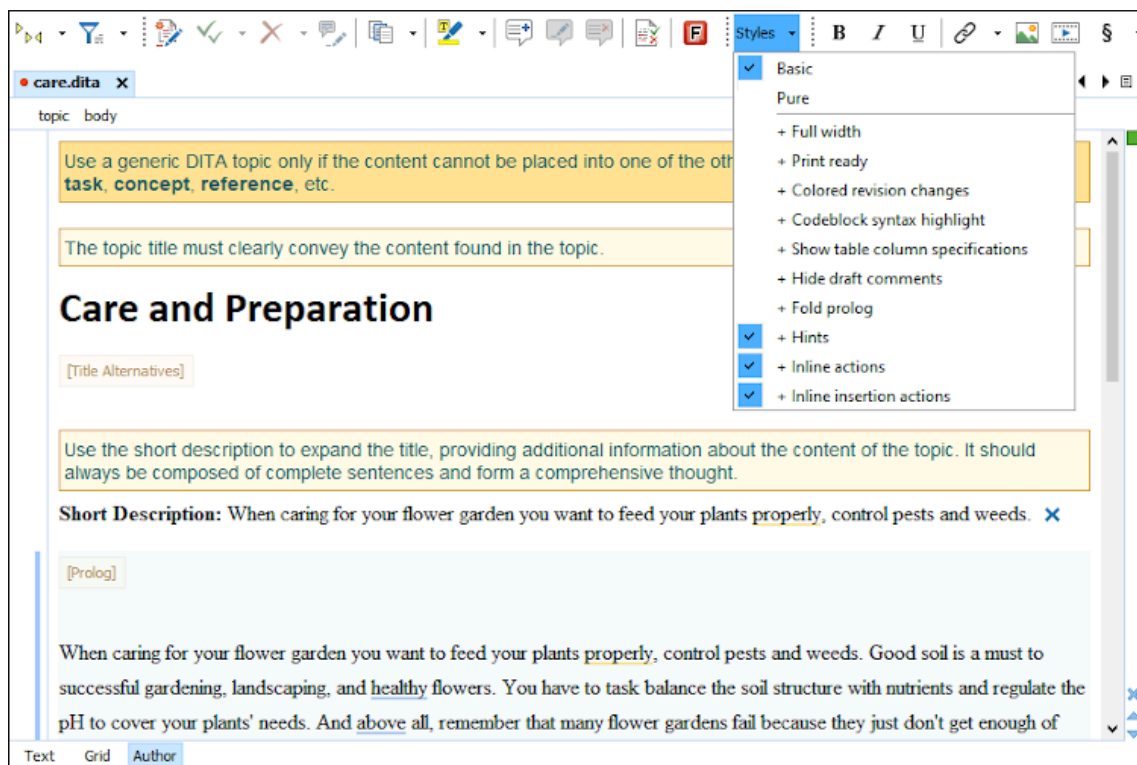 Styles B I U §
care.dita
topic body
Basic
Pure
+ Full width
+ Print ready
+ Colored revision changes
+ Codeblock syntax highlight
+ Show table column specifications
+ Hide draft comments
+ Fold prolog
+ Hints
+ Inline actions
+ Inline insertion actions
Use a generic DITA topic only if the content cannot be placed into one of the oth
task, concept, reference, etc.
The topic title must clearly convey the content found in the topic.
Care and Preparation
[Title Alternatives]
Use the short description to expand the title, providing additional information about the content of the topic. It should
always be composed of complete sentences and form a comprehensive thought.
Short Description: When caring for your flower garden you want to feed your plants properly, control pests and weeds.
[Prolog]
When caring for your flower garden you want to feed your plants properly, control pests and weeds. Good soil is a must to
successful gardening, landscaping, and healthy flowers. You have to task balance the soil structure with nutrients and regulate the
pH to cover your plants' needs. And above all, remember that many flower gardens fail because they just don't get enough of
Text Grid Author